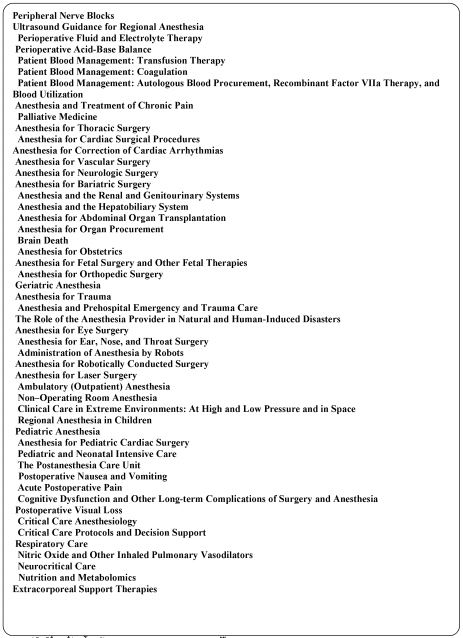 Peripheral Nerve Blocks
Ultrasound Guidance for Regional Anesthesia
Perioperative Fluid and Electrolyte Therapy
Perioperative Acid-Base Balance
Patient Blood Management: Transfusion Therapy
Patient Blood Management: Coagulation
Patient Blood Management: Autologous Blood Procurement, Recombinant Factor VIIa Therapy, and
Blood Utilization
Anesthesia and Treatment of Chronic Pain
Palliative Medicine
Anesthesia for Thoracic Surgery
Anesthesia for Cardiac Surgical Procedures
Anesthesia for Correction of Cardiac Arrhythmias
Anesthesia for Vascular Surgery
Anesthesia for Neurologic Surgery
Anesthesia for Bariatric Surgery
Anesthesia and the Renal and Genitourinary Systems
Anesthesia and the Hepatobiliary System
Anesthesia for Abdominal Organ Transplantation
Anesthesia for Organ Procurement
Brain Death
Anesthesia for Obstetrics
Anesthesia for Fetal Surgery and Other Fetal Therapies
Anesthesia for Orthopedic Surgery
Geriatric Anesthesia
Anesthesia for Trauma
Anesthesia and Prehospital Emergency and Trauma Care
The Role of the Anesthesia Provider in Natural and Human-Induced Disasters
Anesthesia for Eye Surgery
Anesthesia for Ear, Nose, and Throat Surgery
Administration of Anesthesia by Robots
Anesthesia for Robotically Conducted Surgery
Anesthesia for Laser Surgery
Ambulatory (Outpatient) Anesthesia
Non–Operating Room Anesthesia
Clinical Care in Extreme Environments: At High and Low Pressure and in Space
Regional Anesthesia in Children
Pediatric Anesthesia
Anesthesia for Pediatric Cardiac Surgery
Pediatric and Neonatal Intensive Care
The Postanesthesia Care Unit
Postoperative Nausea and Vomiting
Acute Postoperative Pain
Cognitive Dysfunction and Other Long-term Complications of Surgery and Anesthesia
Postoperative Visual Loss
Critical Care Anesthesiology
Critical Care Protocols and Decision Support
Respiratory Care
Nitric Oxide and Other Inhaled Pulmonary Vasodilators
Neurocritical Care
Nutrition and Metabolomics
Extracorporeal Support Therapies